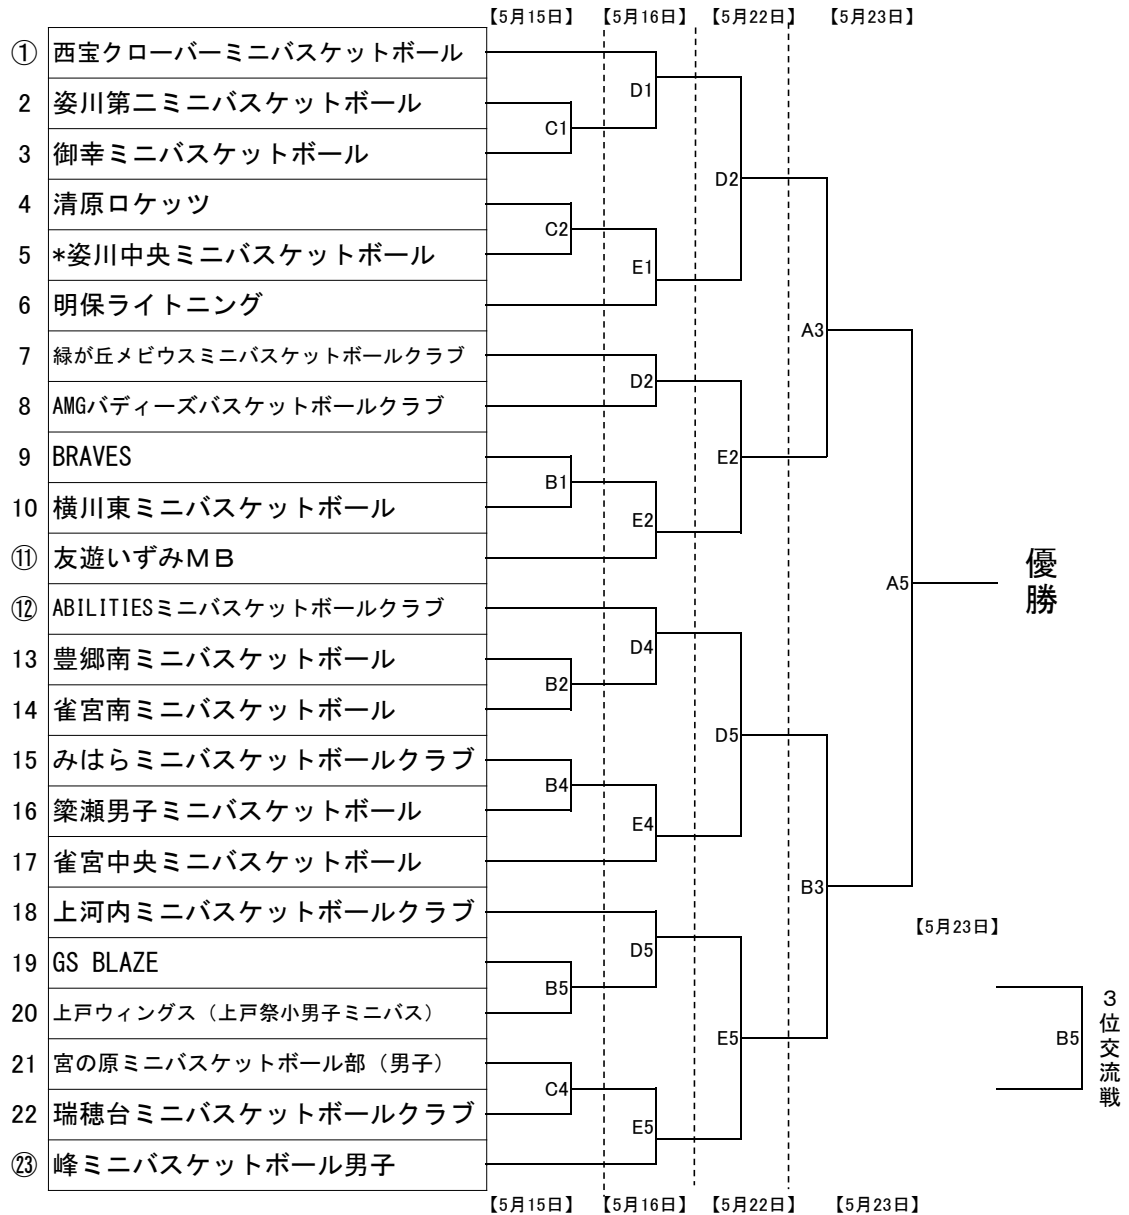 【5月15日】 【5月16日】 【5月22日】 【5月23日】
① 西宝クローバーミニバスケットボール
D1
2 姿川第二ミニバスケットボール
C1
3 御幸ミニバスケットボール
D2
4 清原ロケッツ
C2
5 *姿川中央ミニバスケットボール
E1
6 明保ライトニング
A3
7 緑が丘メビウスミニバスケットボールクラブ
D2
8 AMGバディーズバスケットボールクラブ
9 BRAVES
E2
B1
10 横川東ミニバスケットボール
E2
⑪ 友遊いずみＭＢ
A5
優勝
⑫ ABILITIESミニバスケットボールクラブ
D4
13 豊郷南ミニバスケットボール
B2
14 雀宮南ミニバスケットボール
D5
15 みはらミニバスケットボールクラブ
B4
16 簗瀬男子ミニバスケットボール
E4
17 雀宮中央ミニバスケットボール
B3
18 上河内ミニバスケットボールクラブ
【5月23日】
D5
19 GS BLAZE
B5
20 上戸ウィングス（上戸祭小男子ミニバス）
E5
B5
３位交流戦
21 宮の原ミニバスケットボール部（男子）
C4
22 瑞穂台ミニバスケットボールクラブ
E5
㉓ 峰ミニバスケットボール男子
【5月15日】 【5月16日】 【5月22日】 【5月23日】